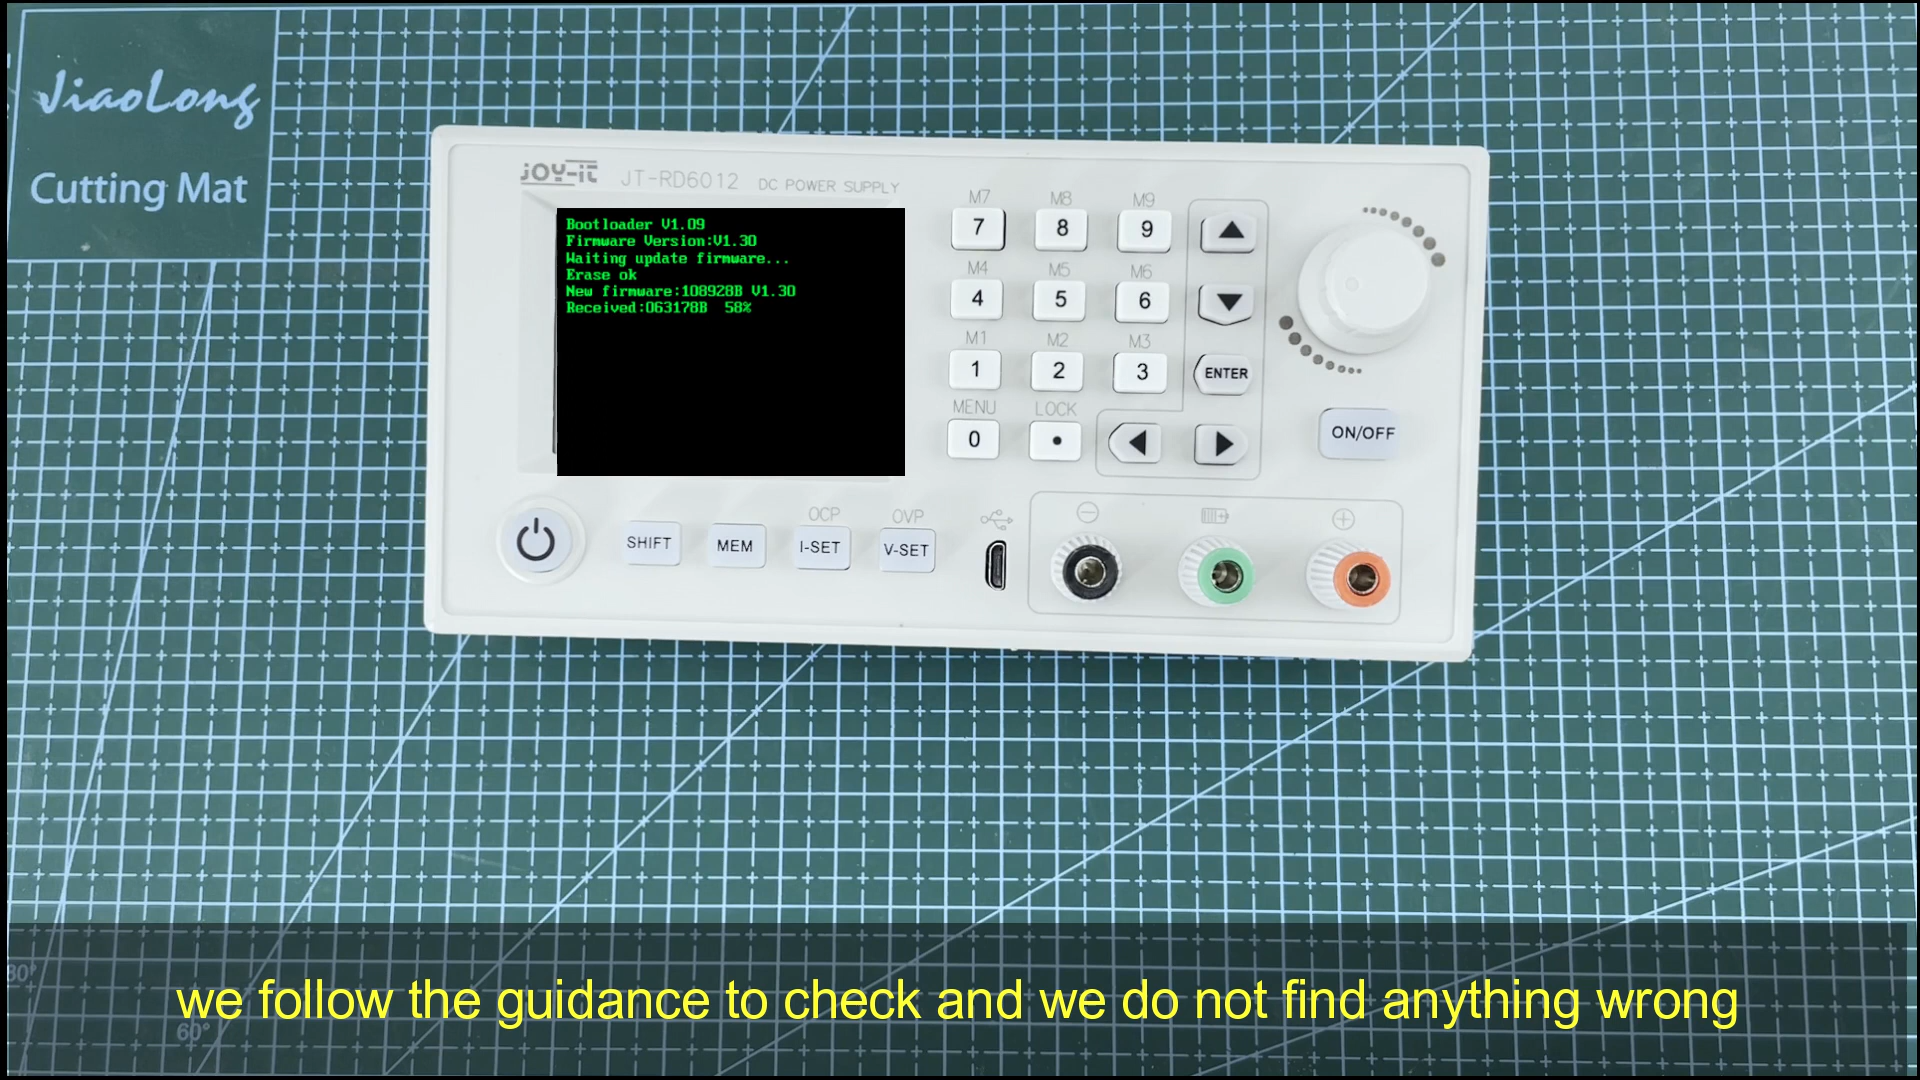 JiaoLong
Cutting Mat
JOY-iT JT-RD6012 DC POWER SUPPLY
Bootloader V1.09
Firmware Version:V1.30
Waiting update firmware...
Erase ok
New firmware:108928B V1.30
Received:063178B 58%
M7 M8 M9
7 8 9
M4 M5 M6
4 5 6
M1 M2 M3
1 2 3 ENTER
MENU LOCK
0 •
ON/OFF
OCP OVP
SHIFT MEM I-SET V-SET
we follow the guidance to check and we do not find anything wrong
60°